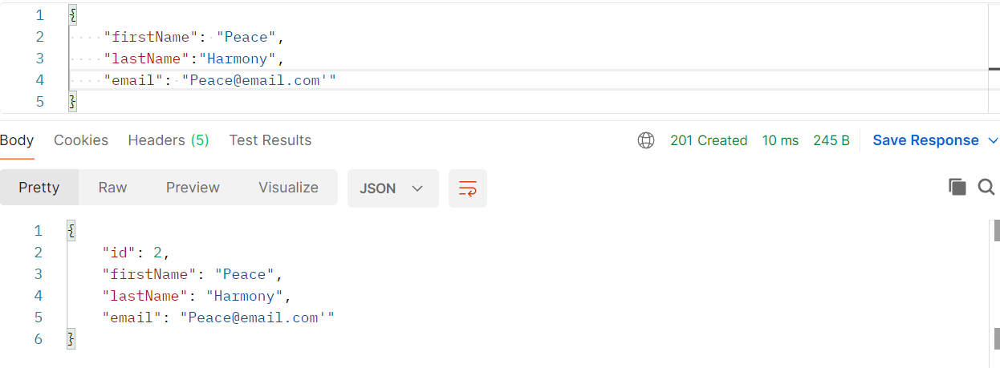 1 {
2 "firstName": "Peace",
3 "lastName":"Harmony",
4 "email": "Peace@email.com'"
5 }
Body Cookies Headers (5) Test Results 201 Created 10 ms 245 B Save Response
Pretty Raw Preview Visualize JSON
1 {
2 "id": 2,
3 "firstName": "Peace",
4 "lastName": "Harmony",
5 "email": "Peace@email.com'"
6 }